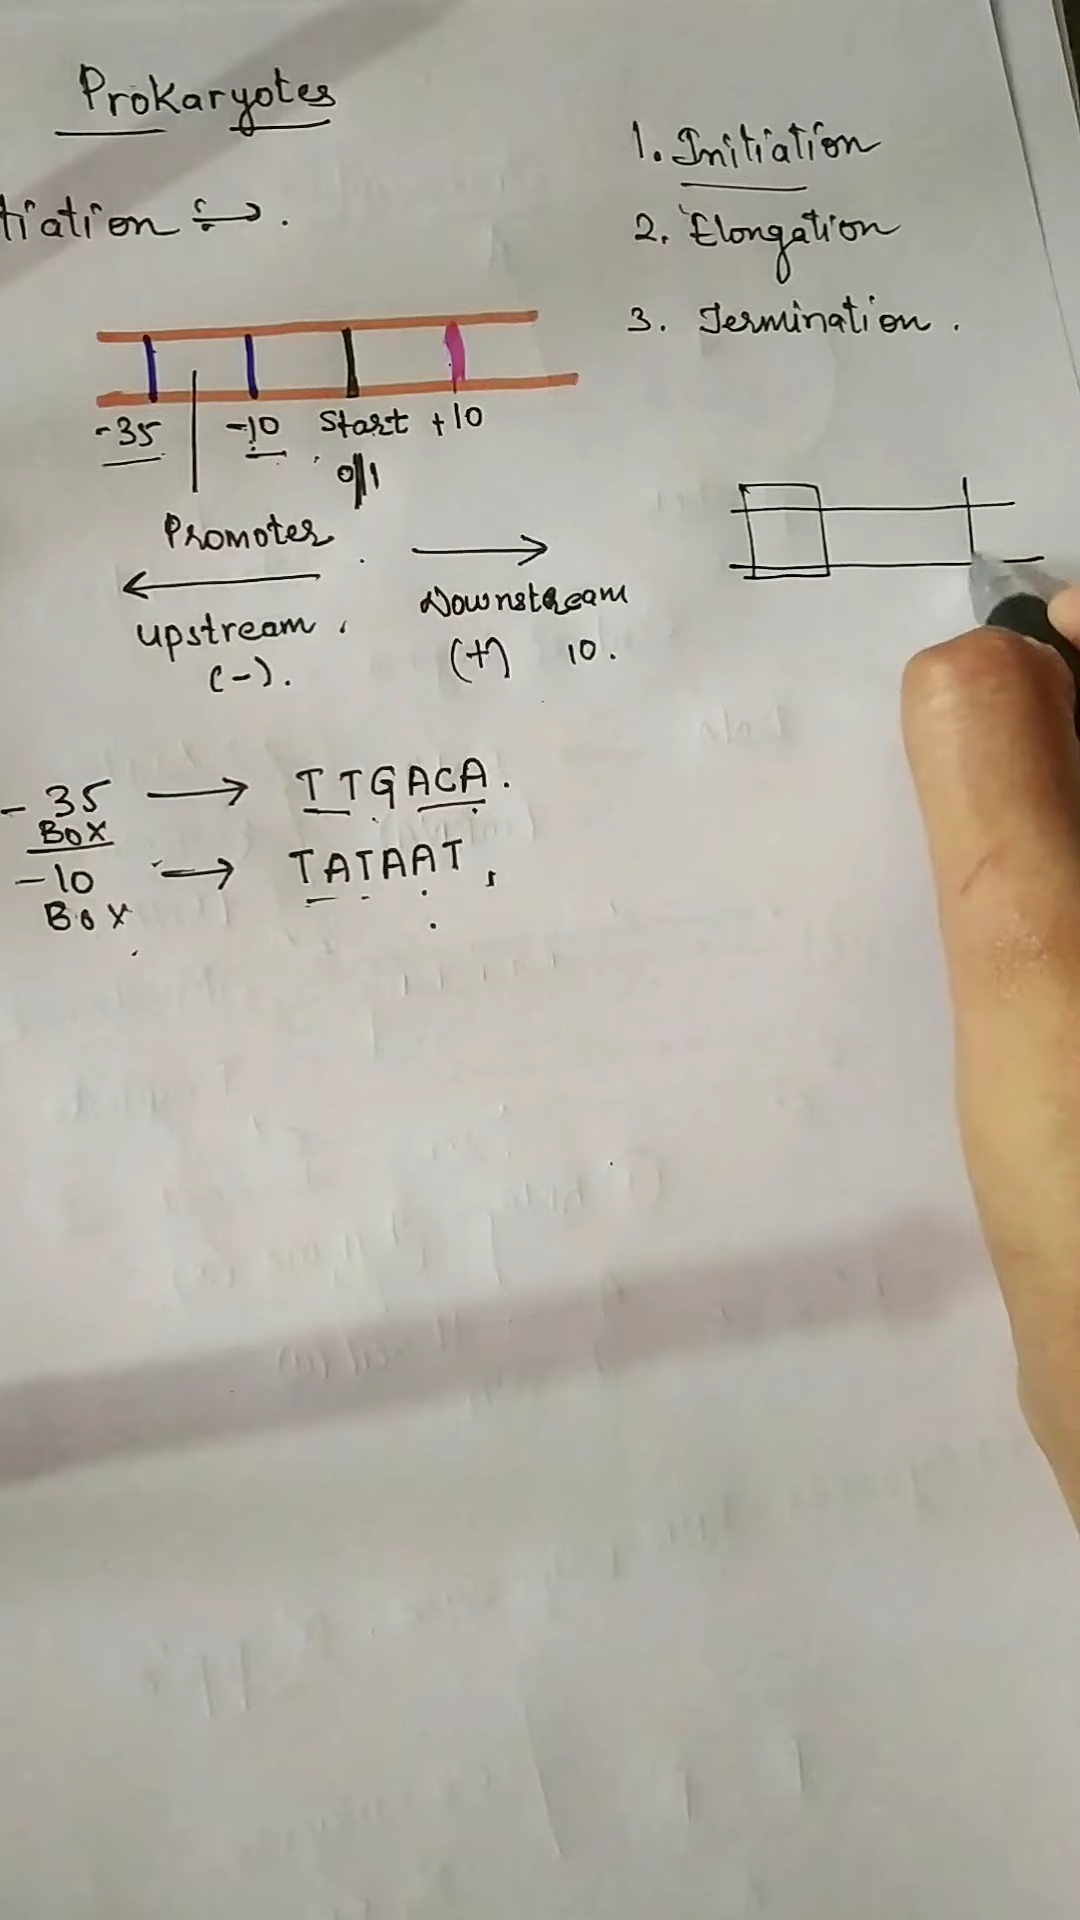 Prokaryotes
tiation :→.
1. Initiation
2. Elongation
3. Termination.
-35 -10 Start +10
0/1
Promoter
upstream.
(-).
Downstream
(+) 10.
-35 → TTGACA.
Box
-10 → TATAAT,
Box